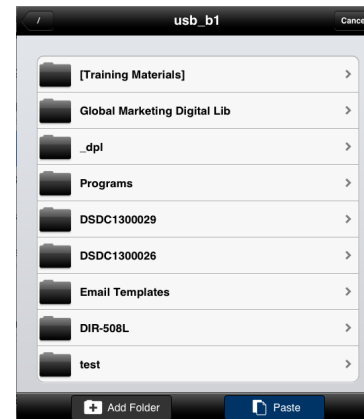 /
usb_b1
Cance
[Training Materials]
Global Marketing Digital Lib
_dpl
Programs
DSDC1300029
DSDC1300026
Email Templates
DIR-508L
test
Add Folder
Paste